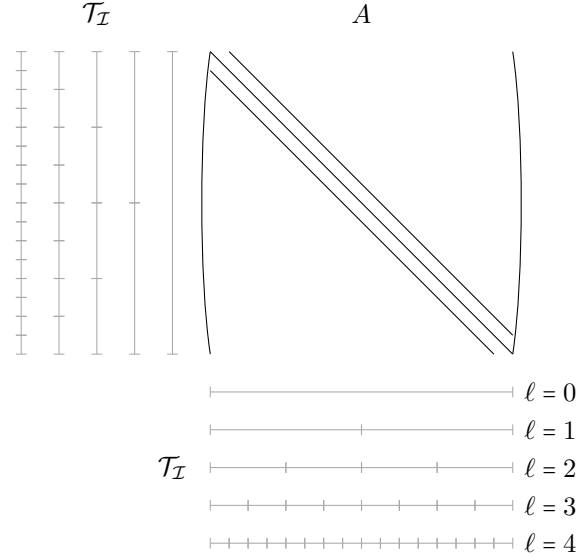 𝒯_ℐ
A
ℓ = 0
ℓ = 1
ℓ = 2
𝒯_ℐ
ℓ = 3
ℓ = 4